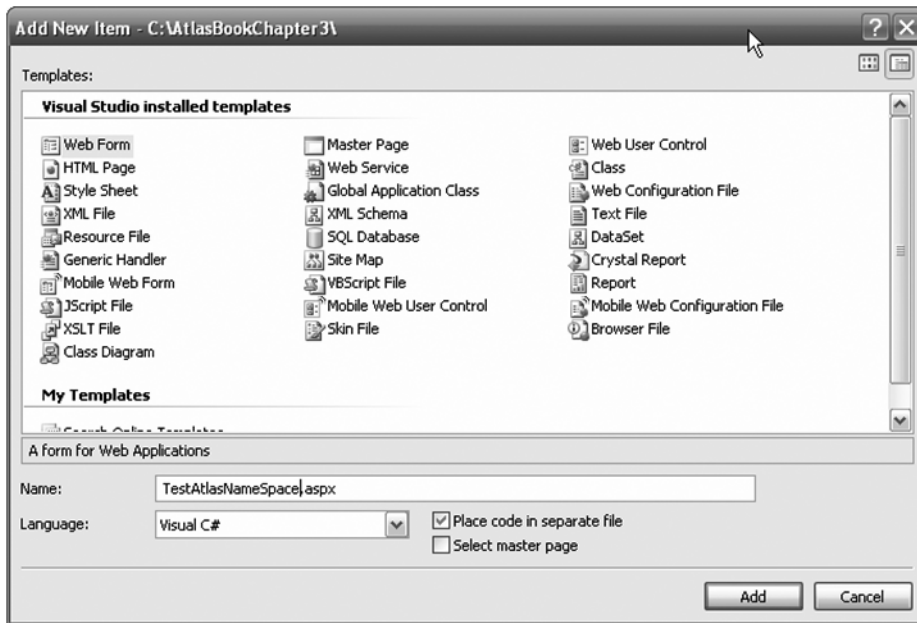 Add New Item - C:\AtlasBookChapter3\
Templates:
Visual Studio installed templates
Web Form Master Page Web User Control
HTML Page Web Service Class
Style Sheet Global Application Class Web Configuration File
XML File XML Schema Text File
Resource File SQL Database DataSet
Generic Handler Site Map Crystal Report
Mobile Web Form VBScript File Report
JScript File Mobile Web User Control Mobile Web Configuration File
XSLT File Skin File Browser File
Class Diagram
My Templates
Search Online Templates
A form for Web Applications
Name: TestAtlasNameSpace.aspx
Language: Visual C# Place code in separate file
Select master page
Add Cancel